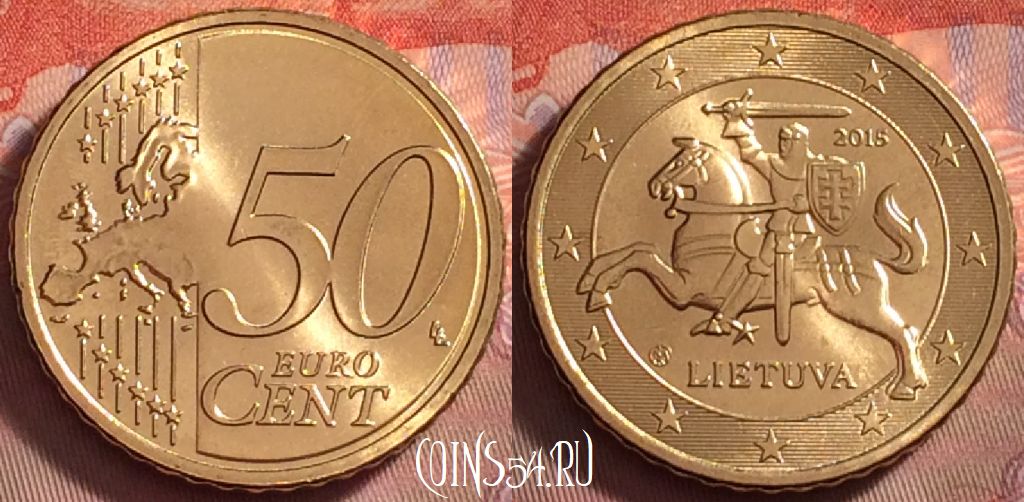 50
EURO
CENT
2015
LIETUVA
COINS54.RU